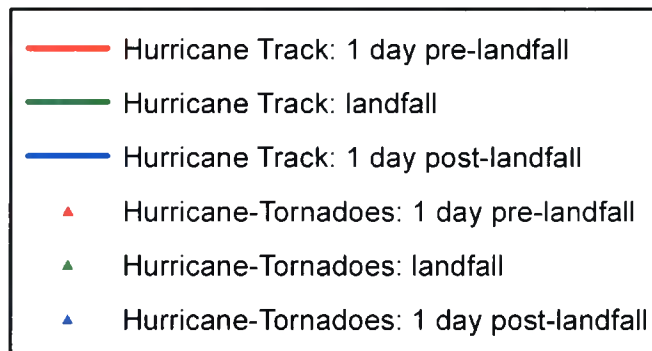 Hurricane Track: 1 day pre-landfall
Hurricane Track: landfall
Hurricane Track: 1 day post-landfall
Hurricane-Tornadoes: 1 day pre-landfall
Hurricane-Tornadoes: landfall
Hurricane-Tornadoes: 1 day post-landfall